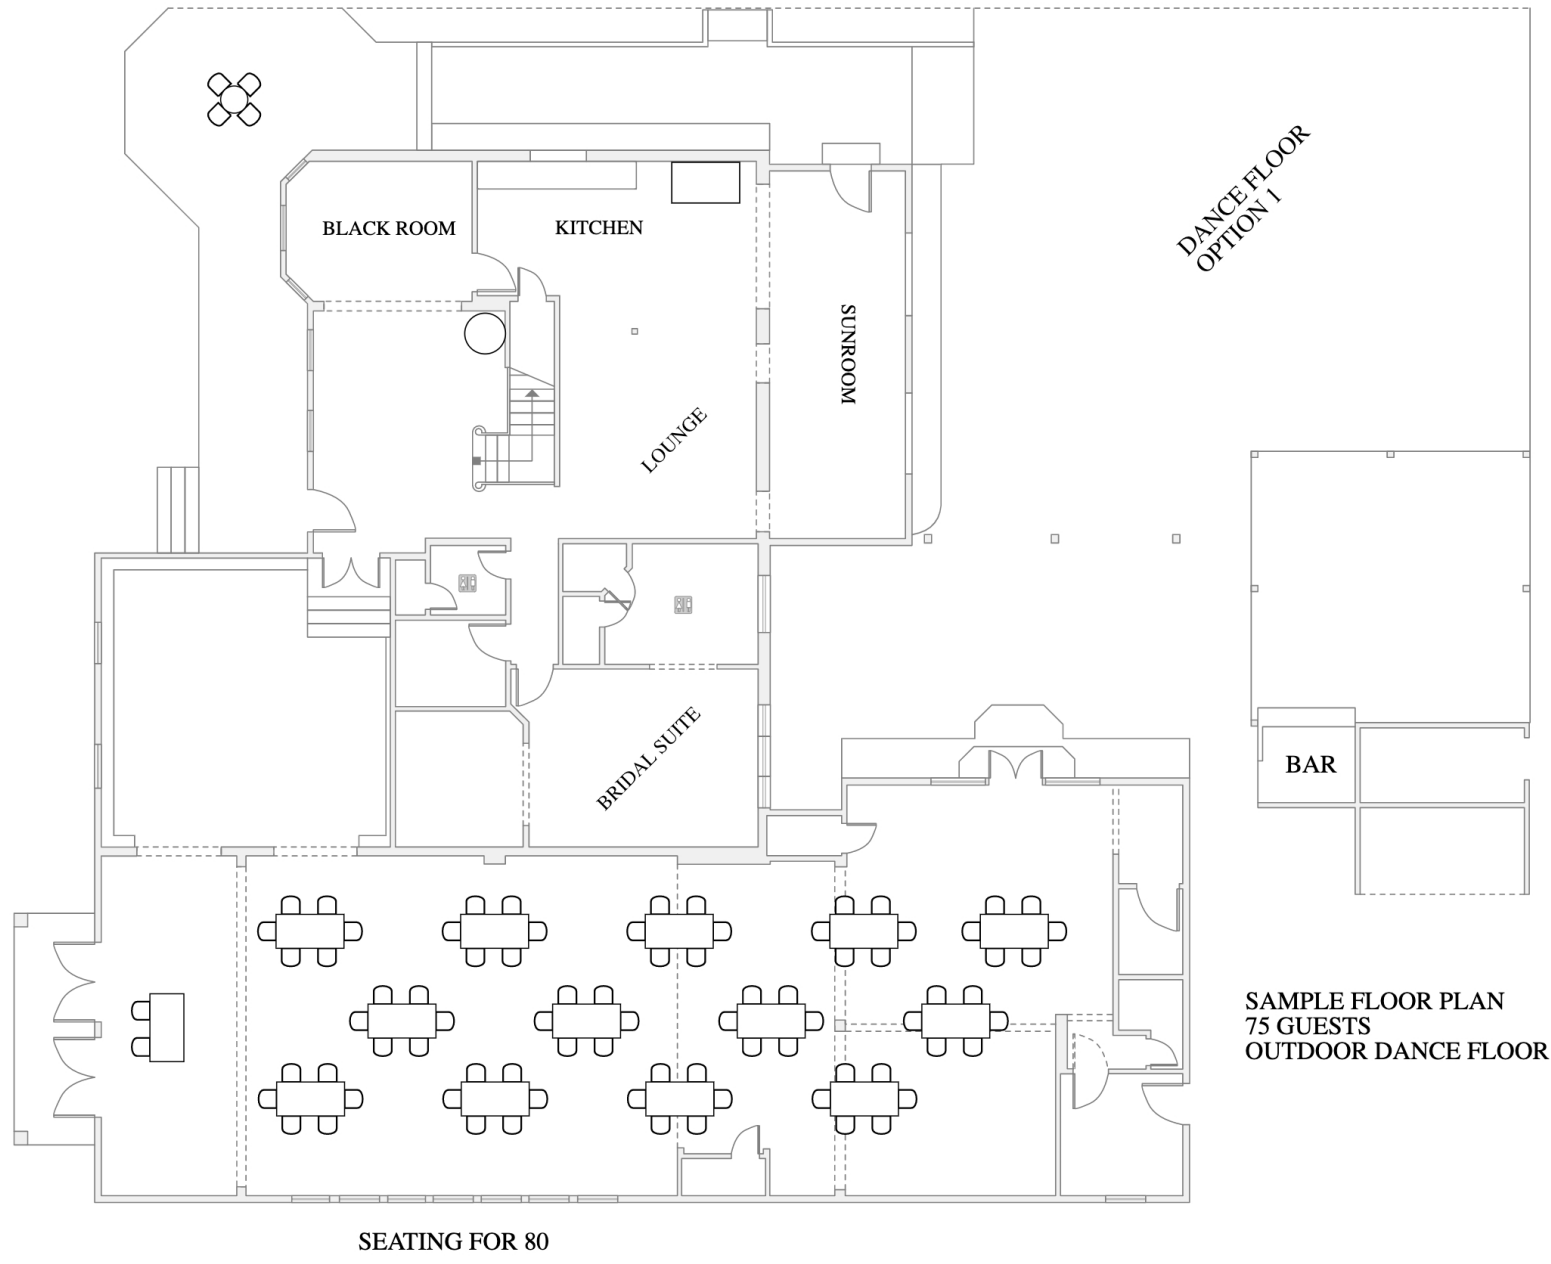 DANCE FLOOR
OPTION 1
BLACK ROOM
KITCHEN
SUNROOM
LOUNGE
BRIDAL SUITE
BAR
SAMPLE FLOOR PLAN
75 GUESTS
OUTDOOR DANCE FLOOR
SEATING FOR 80